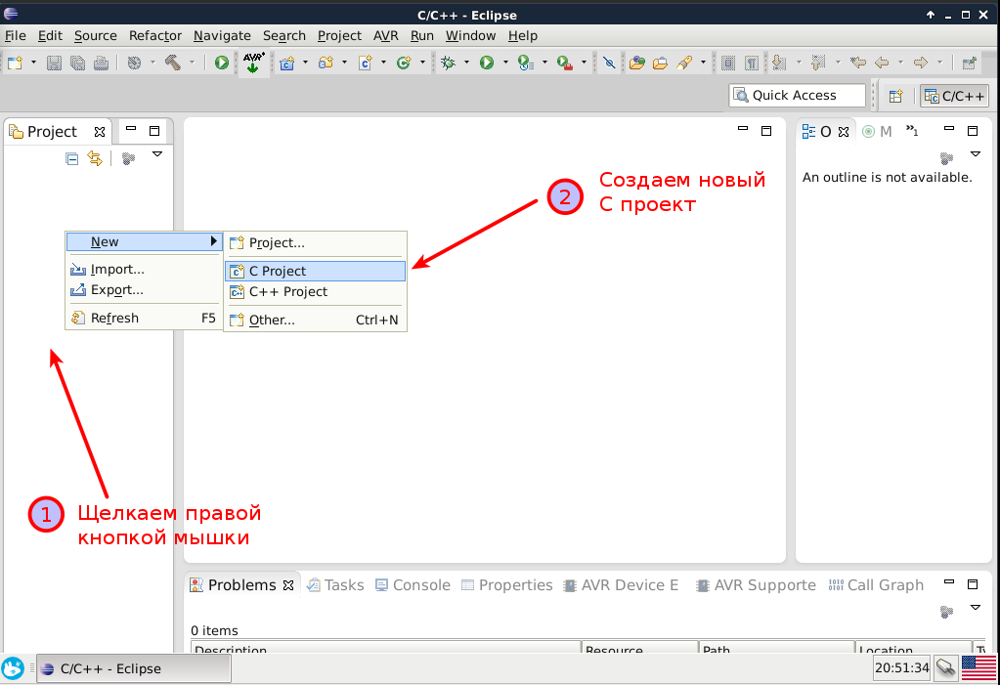 C/C++ - Eclipse
File Edit Source Refactor Navigate Search Project AVR Run Window Help
AVR*
Quick Access
C/C++
Project
O M "1
An outline is not available.
2
Создаем новый
С проект
New
Import...
Export...
Refresh F5
Project...
C Project
C++ Project
Other... Ctrl+N
1
Щелкаем правой
кнопкой мышки
Problems Tasks Console Properties AVR Device E AVR Supporte Call Graph
0 items
Description Resource Path Location
C/C++ - Eclipse
20:51:34